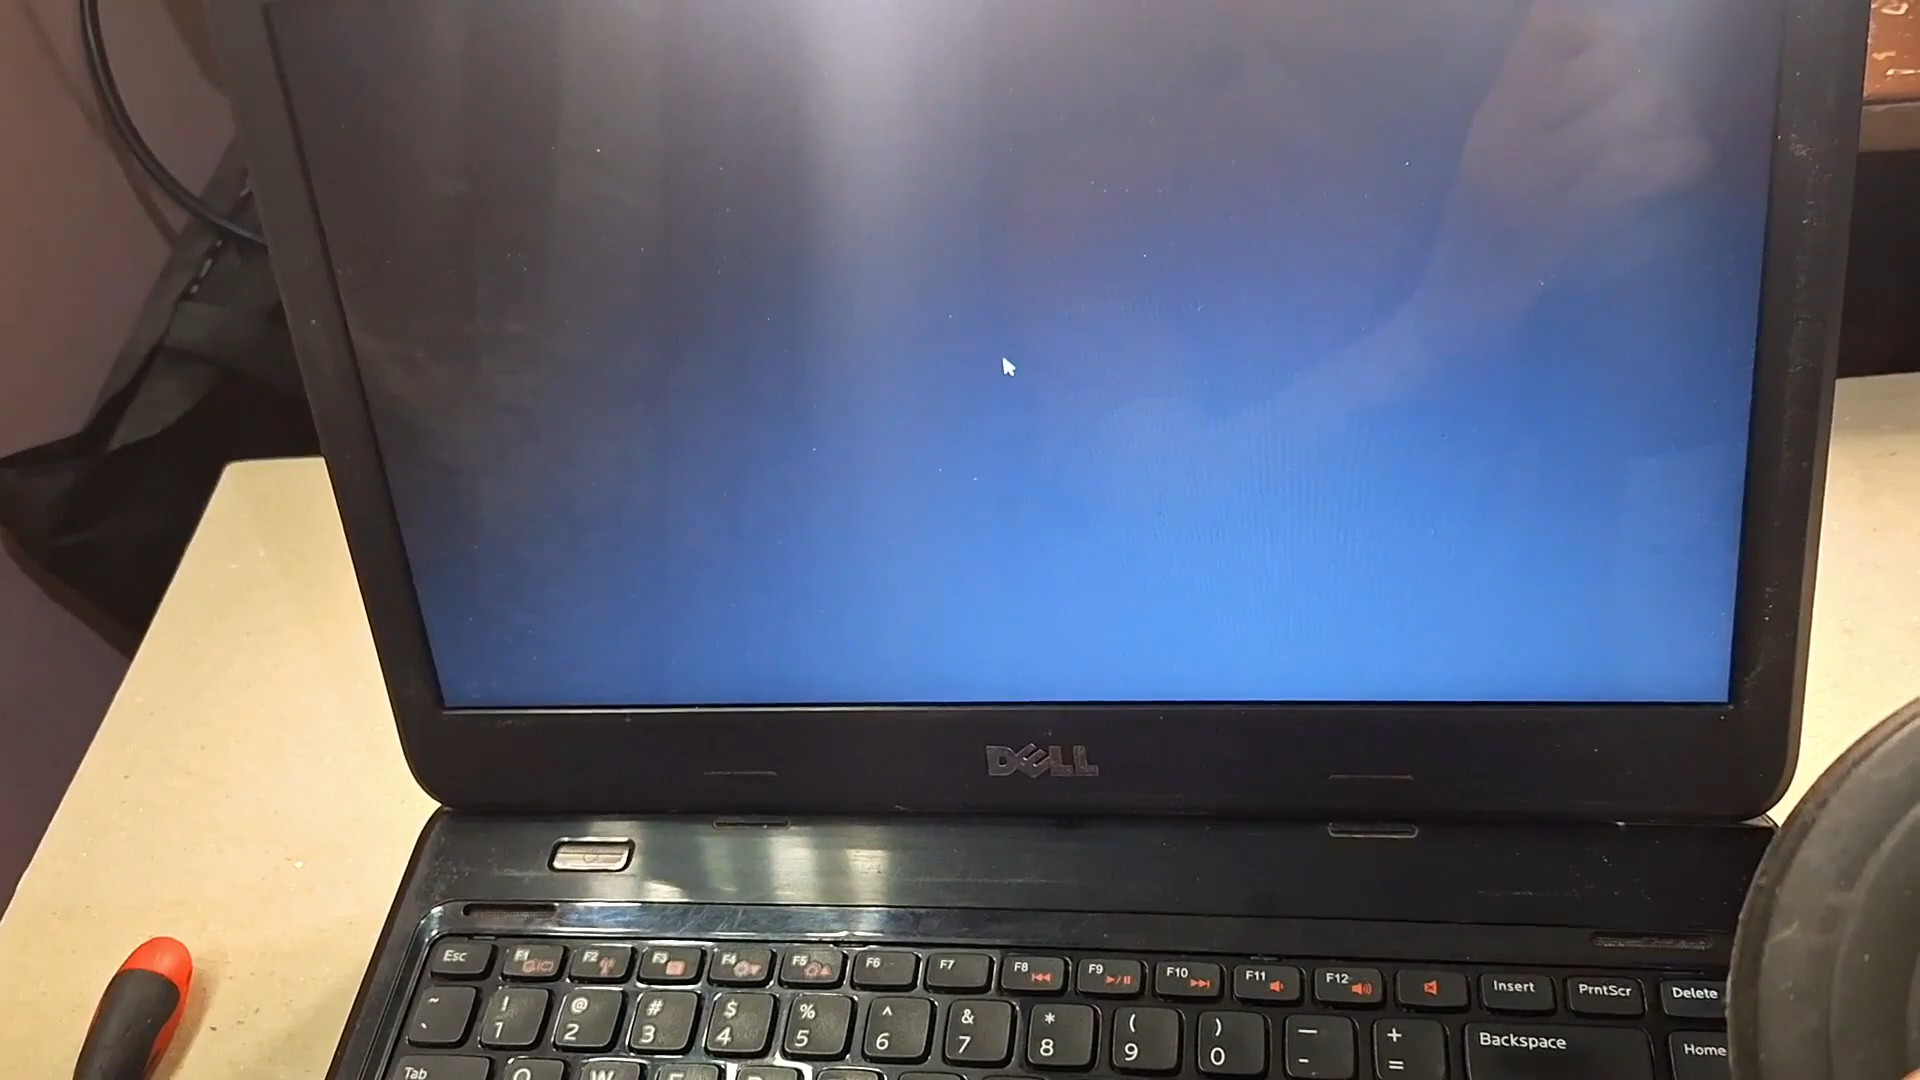 DELL
Esc F1 F2 F3 F4 F5 F6 F7 F8 F9 F10 F11 F12 Insert PrntScr Delete
~ ! @ # $ % ^ & * ( ) — +
` 1 2 3 4 5 6 7 8 9 0 - = Backspace Home
Tab Q W